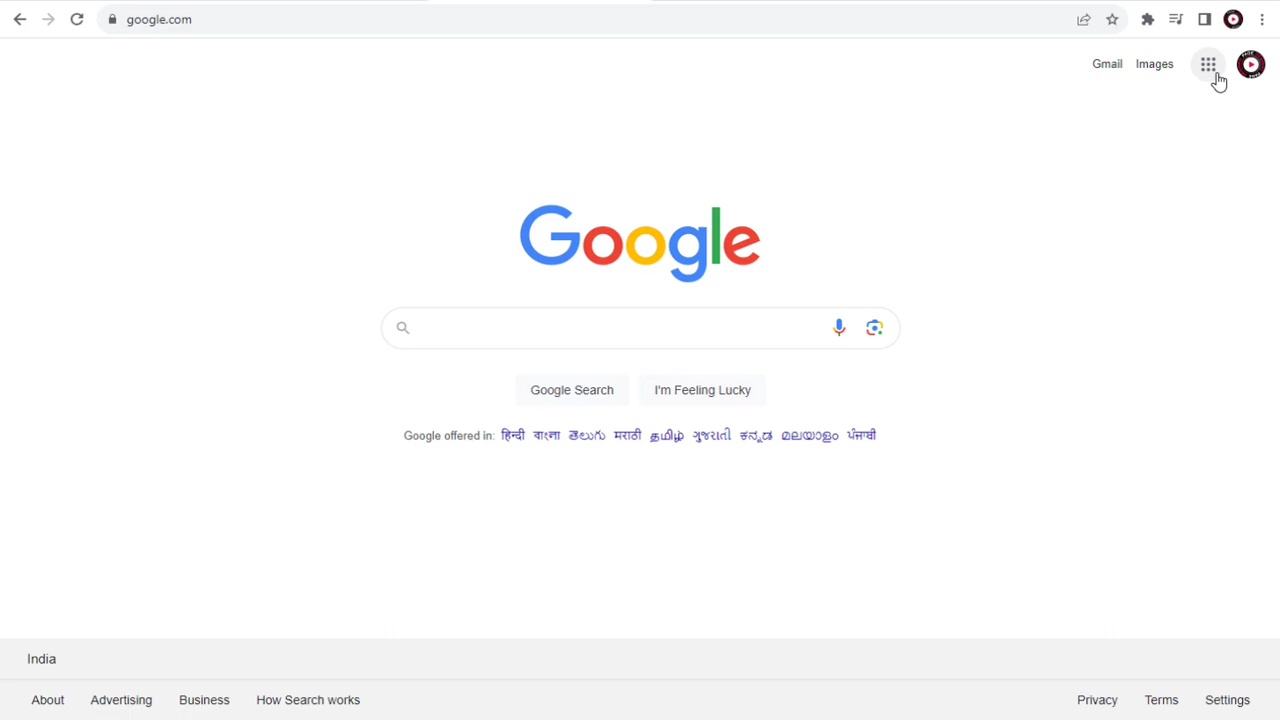 google.com
Gmail Images
Google
Google Search I'm Feeling Lucky
Google offered in: हिन्दी বাংলা తెలుగు मराठी தமிழ் ગુજરાતી ಕನ್ನಡ മലയാളം ਪੰਜਾਬੀ
India
About Advertising Business How Search works Privacy Terms Settings